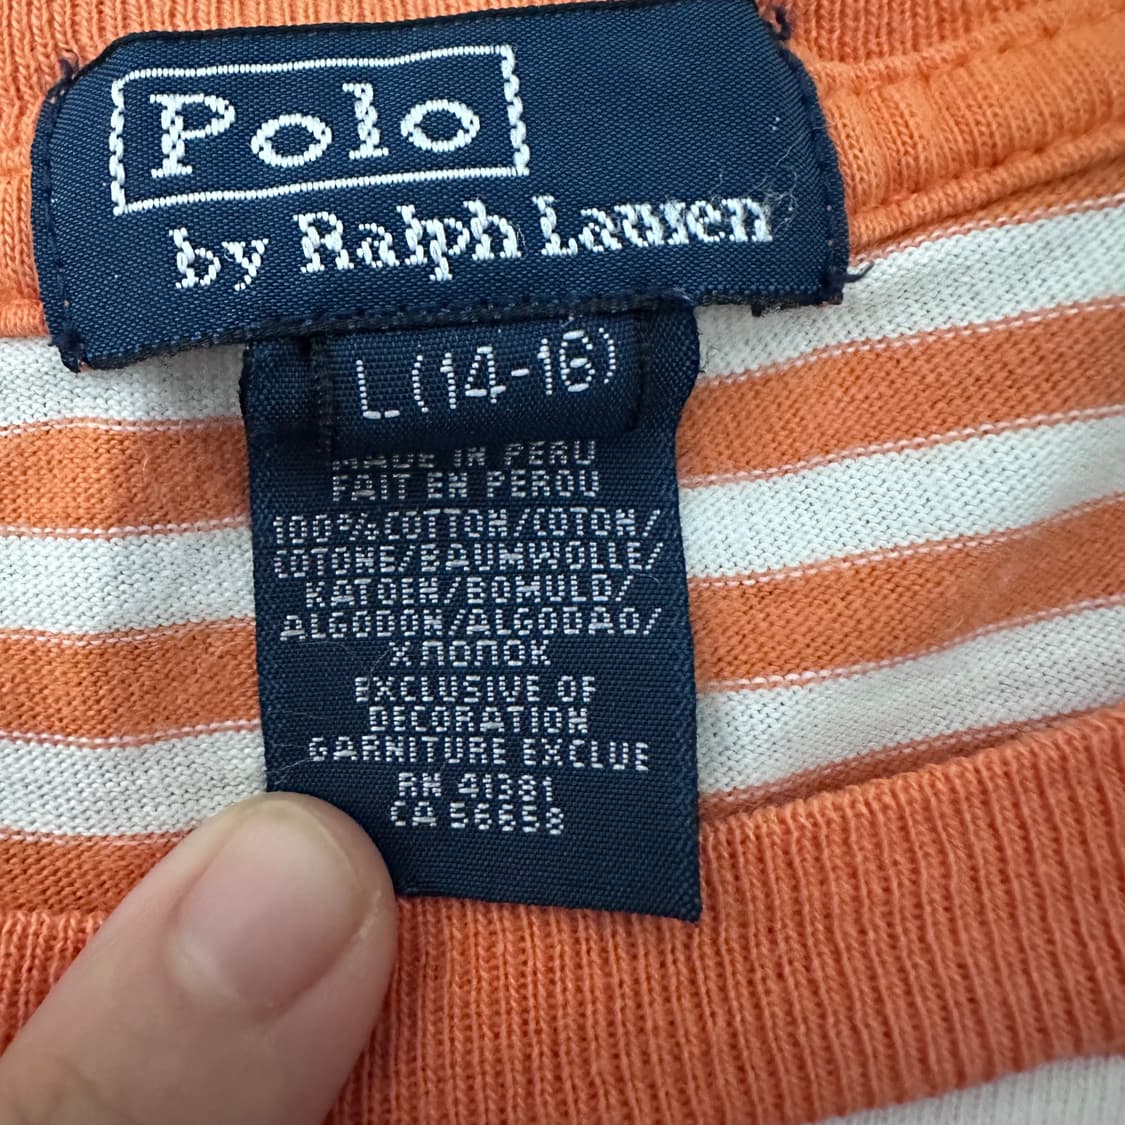 Polo
by Ralph Lauren
L (14-16)
MADE IN PERU
FAIT EN PEROU
100%COTTON/COTON/
COTONE/BAUMWOLLE/
KATOEN/BOMULD/
ALGODON/ALGODAO/
ХЛОПОК
EXCLUSIVE OF
DECORATION
GARNITURE EXCLUE
RN 41381
CA 56658